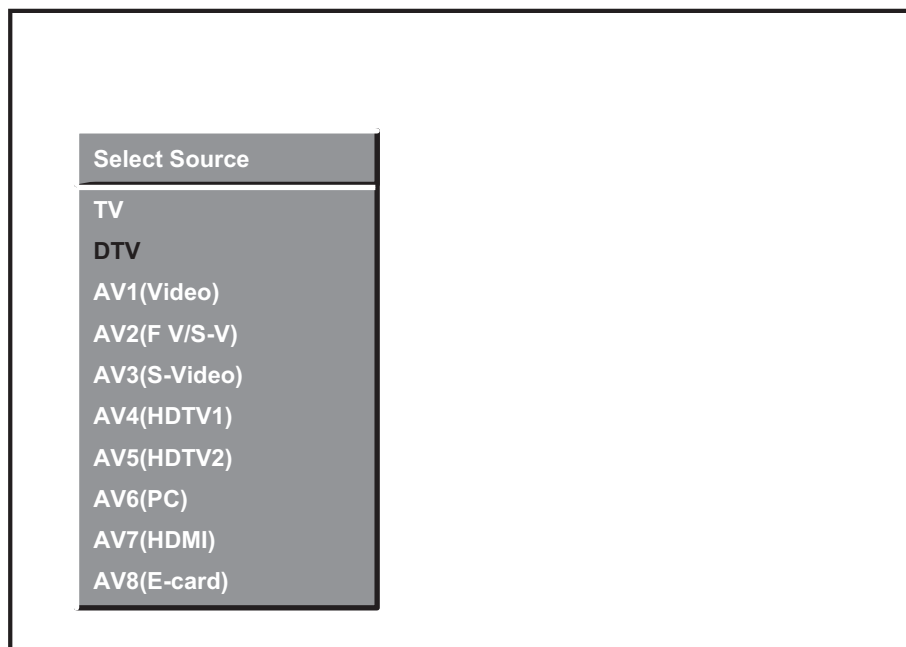 Select Source
TV
DTV
AV1(Video)
AV2(F V/S-V)
AV3(S-Video)
AV4(HDTV1)
AV5(HDTV2)
AV6(PC)
AV7(HDMI)
AV8(E-card)